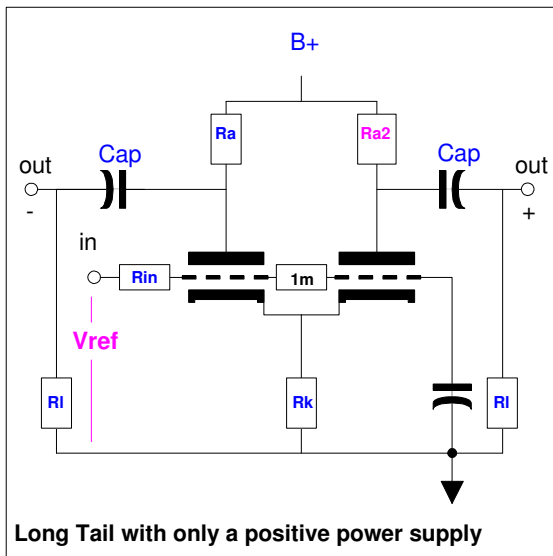 B+
Ra
Ra2
Cap
Cap
out
out
-
+
in
Rin
1m
Vref
Rl
Rk
Rl
Long Tail with only a positive power supply